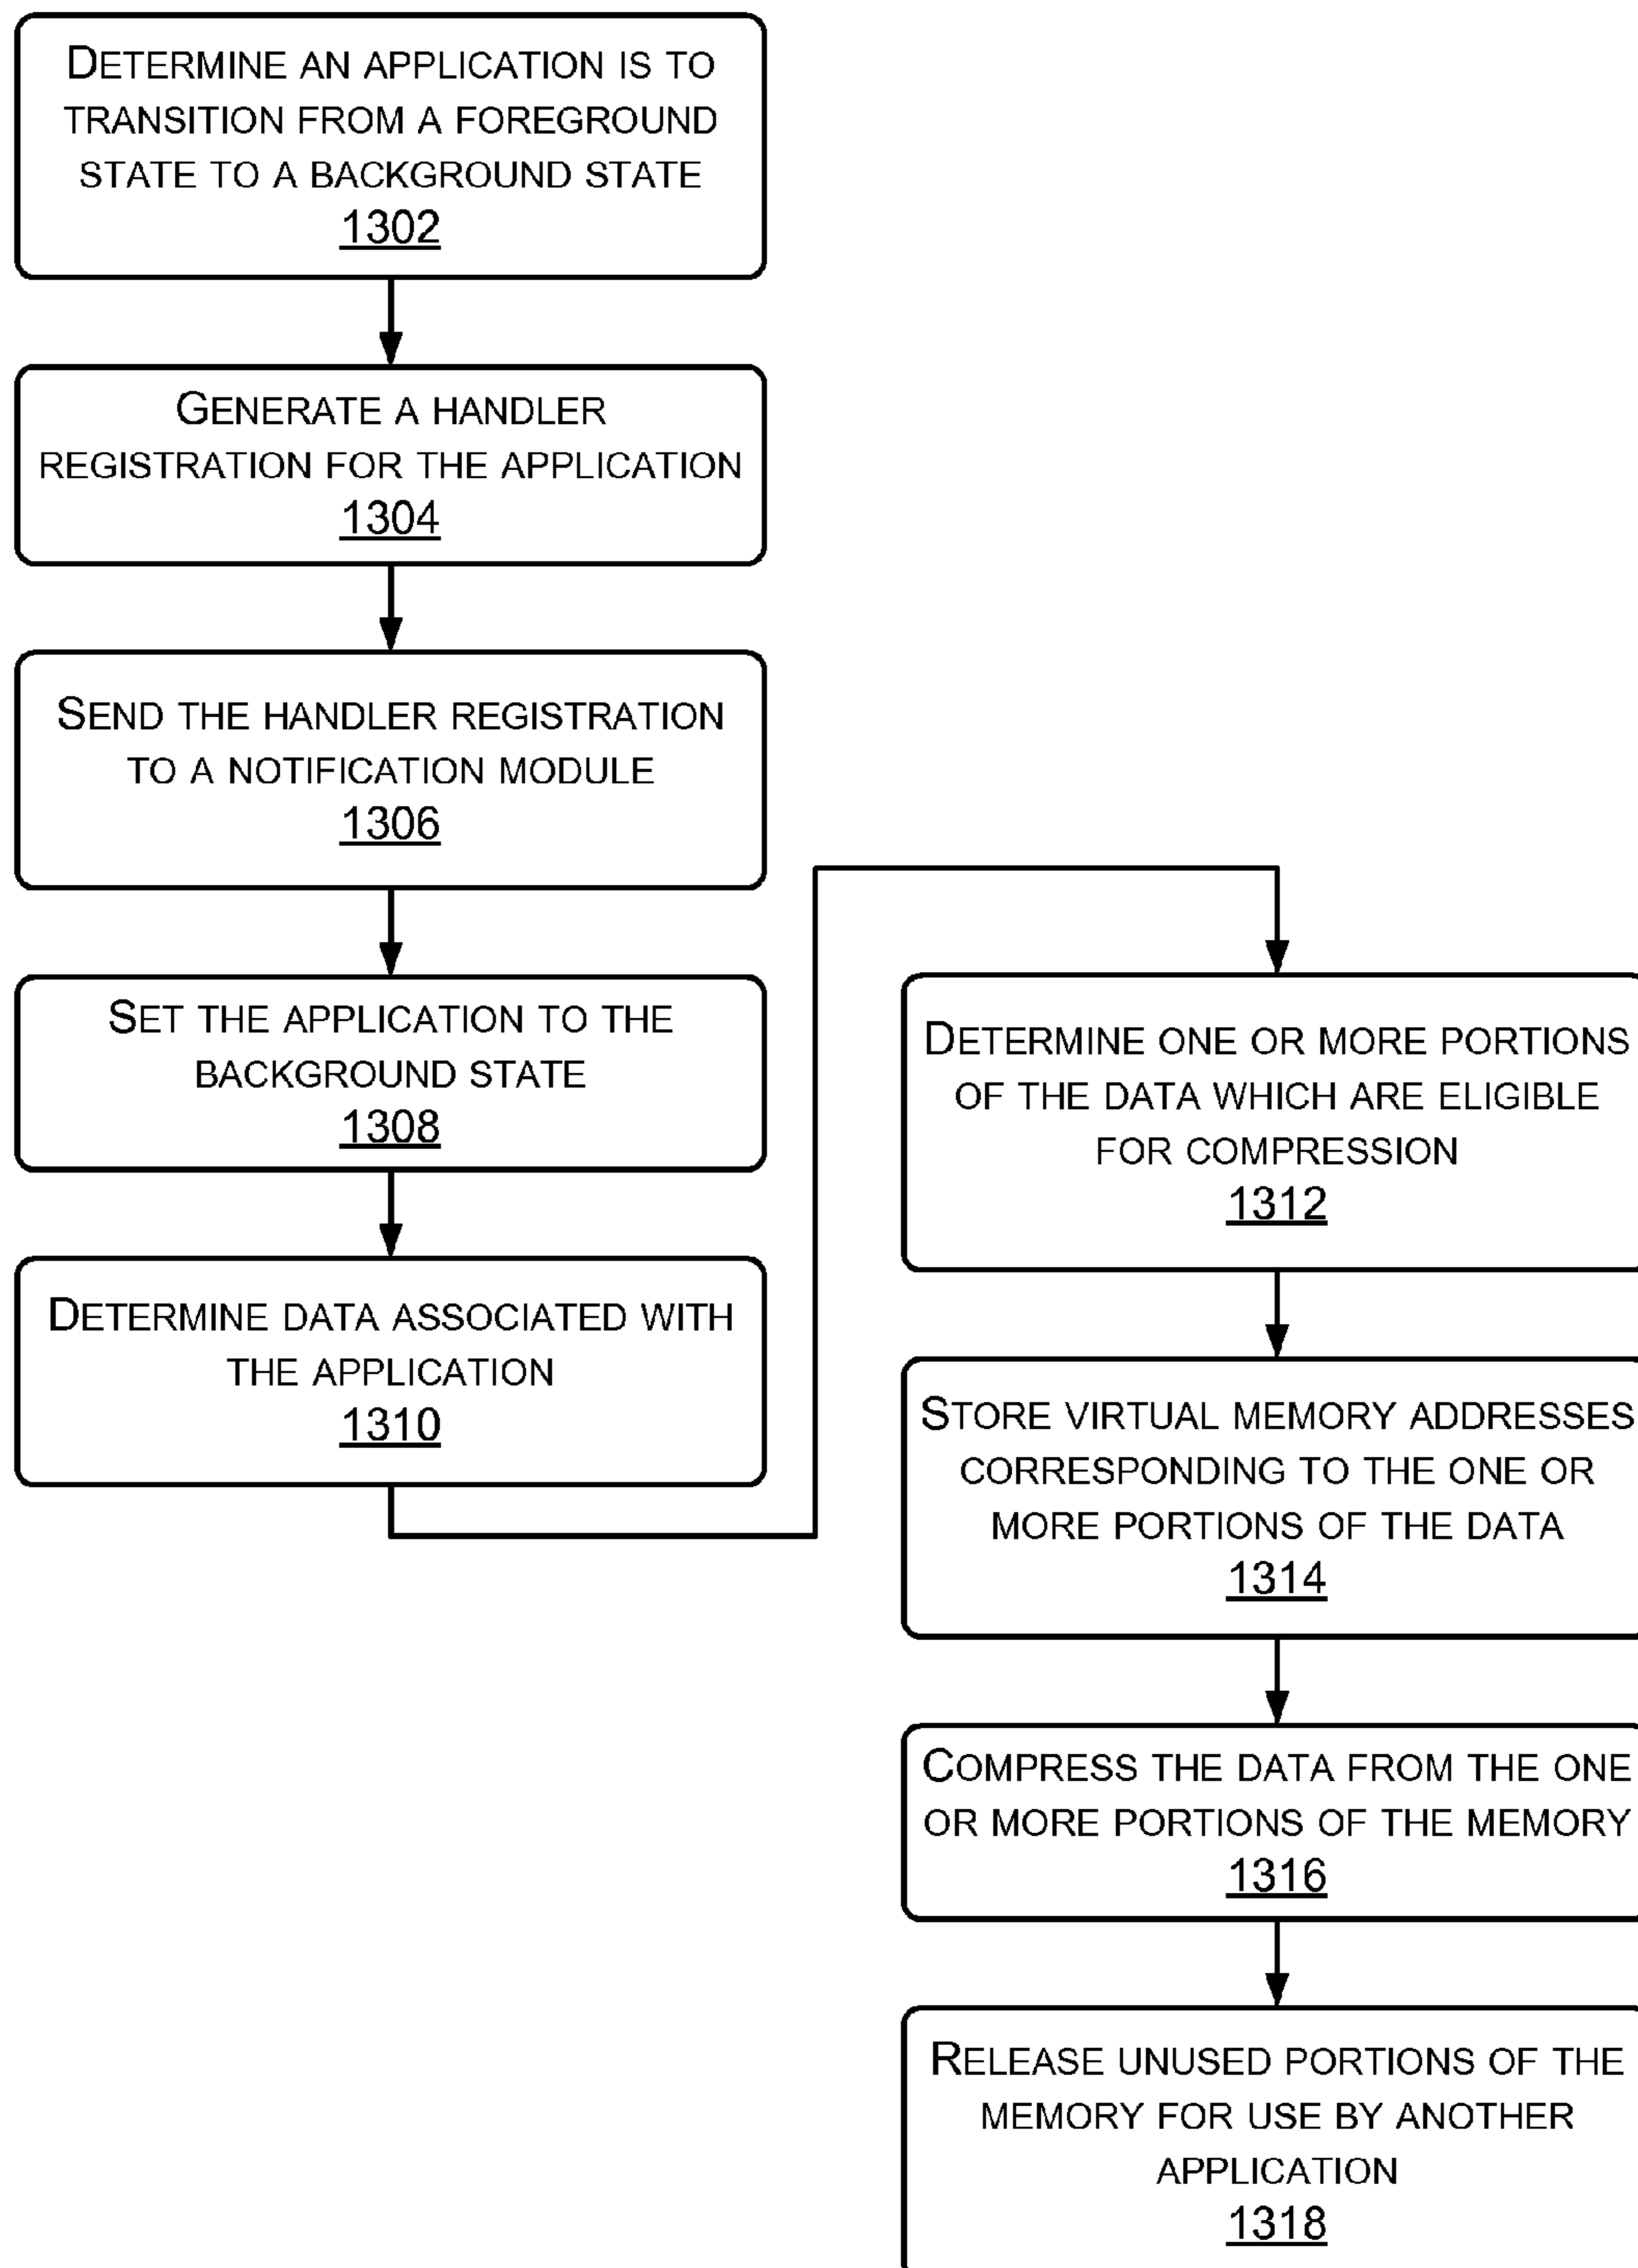 DETERMINE AN APPLICATION IS TO
TRANSITION FROM A FOREGROUND
STATE TO A BACKGROUND STATE
1302
GENERATE A HANDLER
REGISTRATION FOR THE APPLICATION
1304
SEND THE HANDLER REGISTRATION
TO A NOTIFICATION MODULE
1306
SET THE APPLICATION TO THE
BACKGROUND STATE
1308
DETERMINE DATA ASSOCIATED WITH
THE APPLICATION
1310
DETERMINE ONE OR MORE PORTIONS
OF THE DATA WHICH ARE ELIGIBLE
FOR COMPRESSION
1312
STORE VIRTUAL MEMORY ADDRESSES
CORRESPONDING TO THE ONE OR
MORE PORTIONS OF THE DATA
1314
COMPRESS THE DATA FROM THE ONE
OR MORE PORTIONS OF THE MEMORY
1316
RELEASE UNUSED PORTIONS OF THE
MEMORY FOR USE BY ANOTHER
APPLICATION
1318